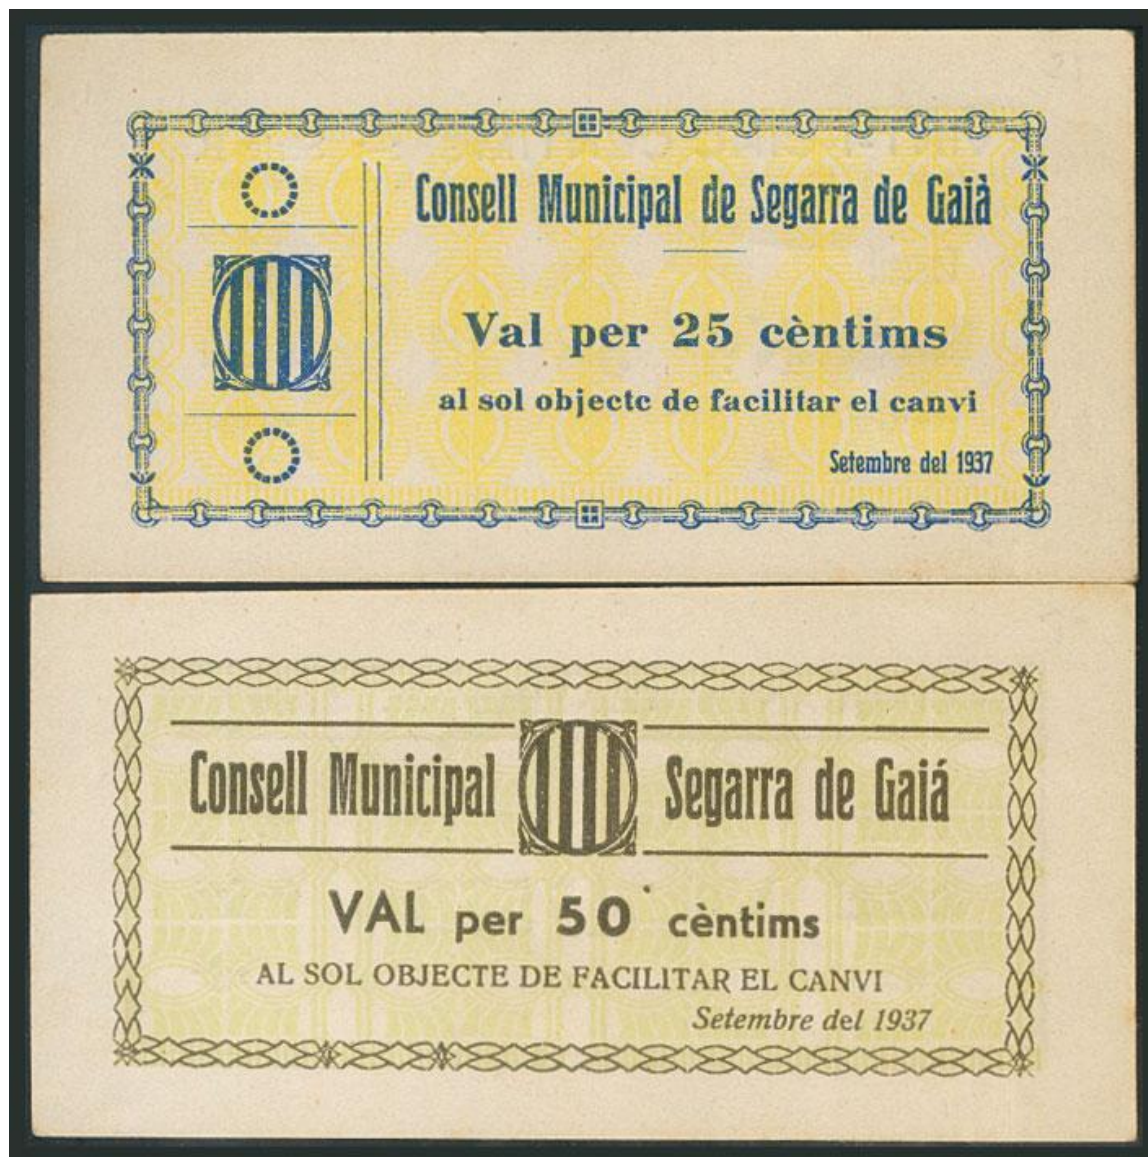 Consell Municipal de Segarra de Gaià
Val per 25 cèntims
al sol objecte de facilitar el canvi
Setembre del 1937
Consell Municipal Segarra de Gaiá
VAL per 50 cèntims
AL SOL OBJECTE DE FACILITAR EL CANVI
Setembre del 1937